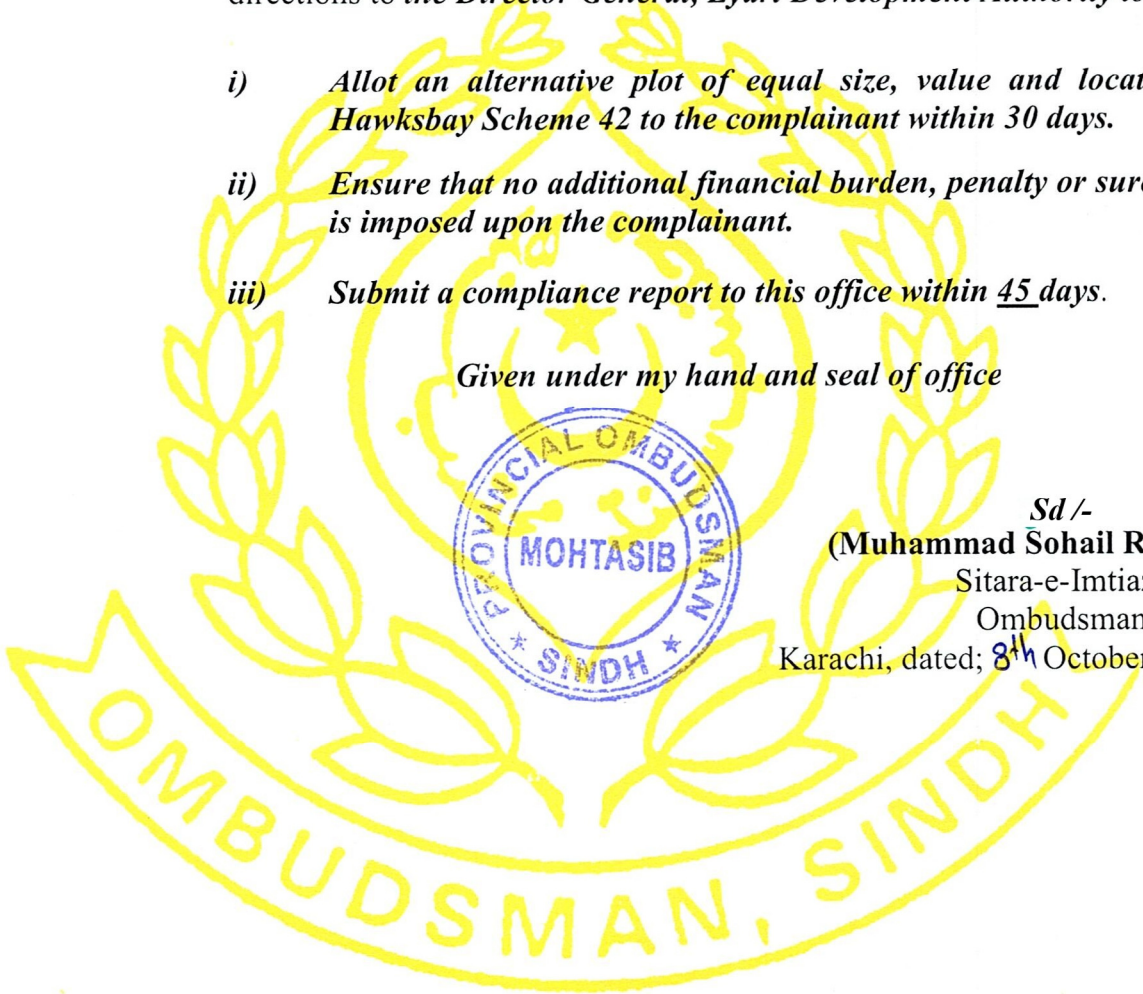 directions to the Director General, Lyari Development Authority to
i) Allot an alternative plot of equal size, value and locat
Hawksbay Scheme 42 to the complainant within 30 days.
ii) Ensure that no additional financial burden, penalty or sur
is imposed upon the complainant.
iii) Submit a compliance report to this office within 45 days.
Given under my hand and seal of office
PROVINCIAL OMBUDSMAN
MOHTASIB
* SINDH *
Sd /-
(Muhammad Sohail R
Sitara-e-Imtiaz
Ombudsman
Karachi, dated; 8th October
OMBUDSMAN, SINDH